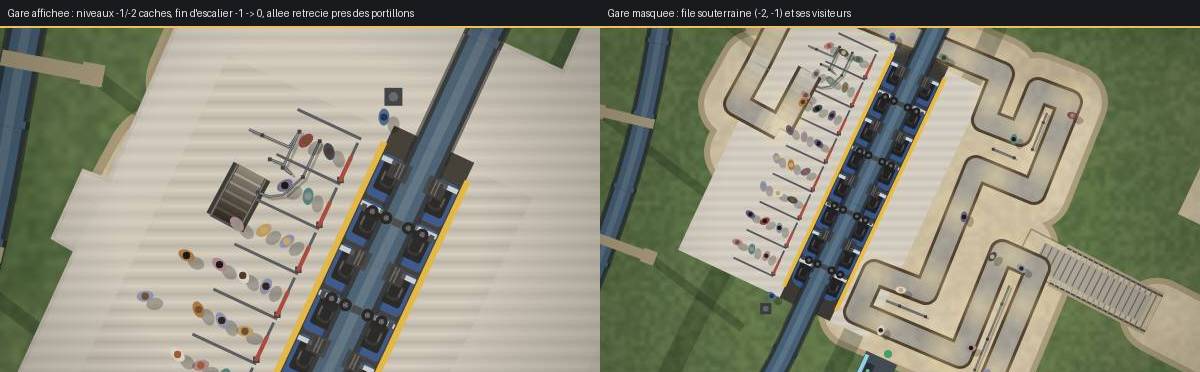 Gare affichee : niveaux -1/-2 caches, fin d'escalier -1 -> 0, allee retrecie pres des portillons
Gare masquee : file souterraine (-2, -1) et ses visiteurs